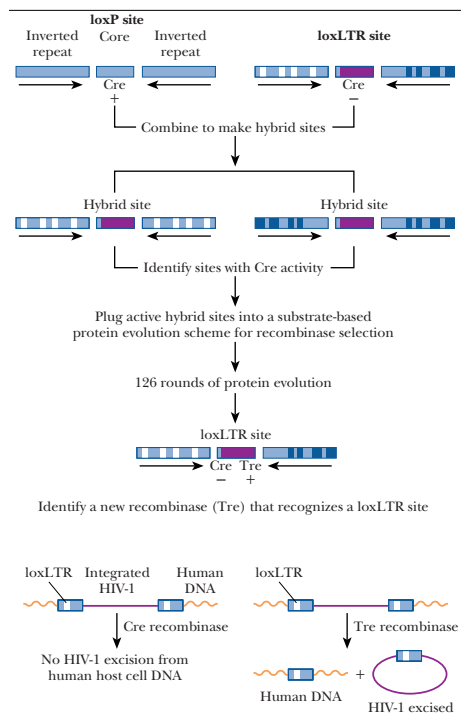 loxP site
Inverted repeat
Core
Inverted repeat
loxLTR site
Cre
+
Cre
–
Combine to make hybrid sites
Hybrid site
Hybrid site
Identify sites with Cre activity
Plug active hybrid sites into a substrate-based
protein evolution scheme for recombinase selection
126 rounds of protein evolution
loxLTR site
Cre Tre
– +
Identify a new recombinase (Tre) that recognizes a loxLTR site
loxLTR
Integrated
HIV-1
Human
DNA
Cre recombinase
No HIV-1 excision from
human host cell DNA
loxLTR
Tre recombinase
+
Human DNA
HIV-1 excised